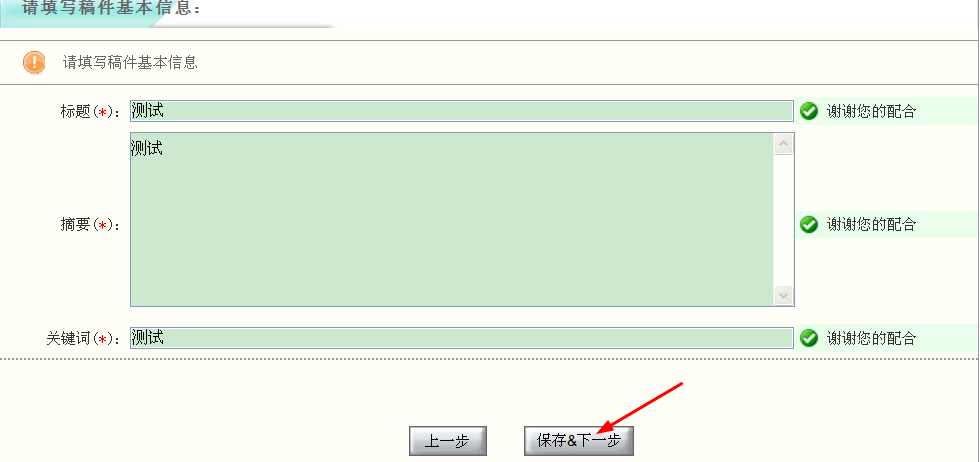 请填写稿件基本信息:
请填写稿件基本信息
标题(*): 测试 谢谢您的配合
测试
摘要(*): 谢谢您的配合
关键词(*): 测试 谢谢您的配合
上一步 保存&下一步